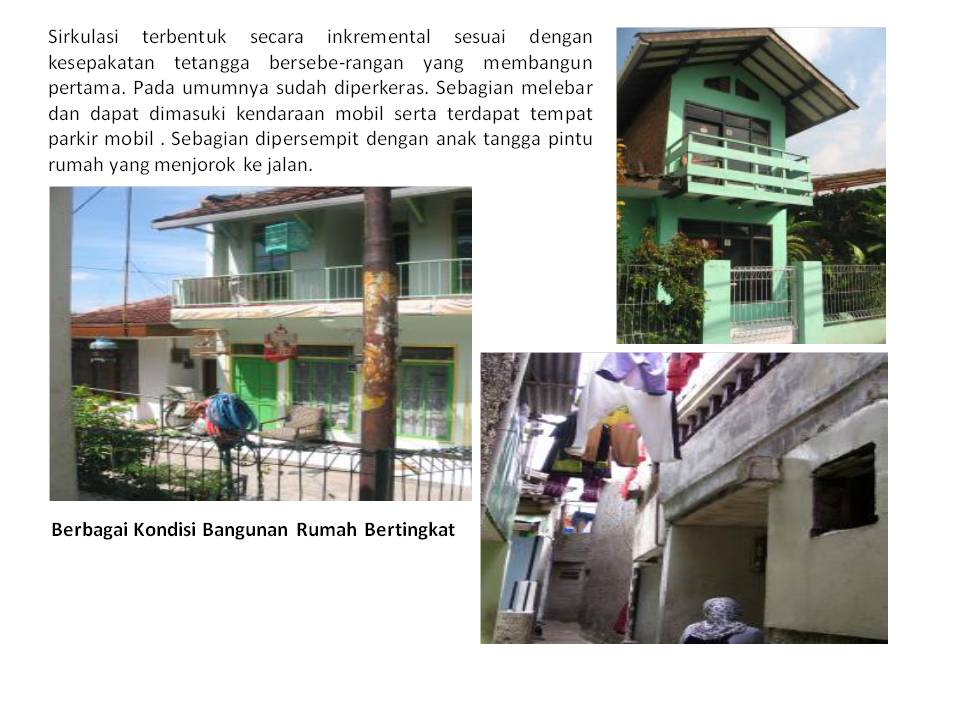 Sirkulasi terbentuk secara inkremental sesuai dengan
kesepakatan tetangga bersebe-rangan yang membangun
pertama. Pada umumnya sudah diperkeras. Sebagian melebar
dan dapat dimasuki kendaraan mobil serta terdapat tempat
parkir mobil . Sebagian dipersempit dengan anak tangga pintu
rumah yang menjorok ke jalan.
Berbagai Kondisi Bangunan Rumah Bertingkat